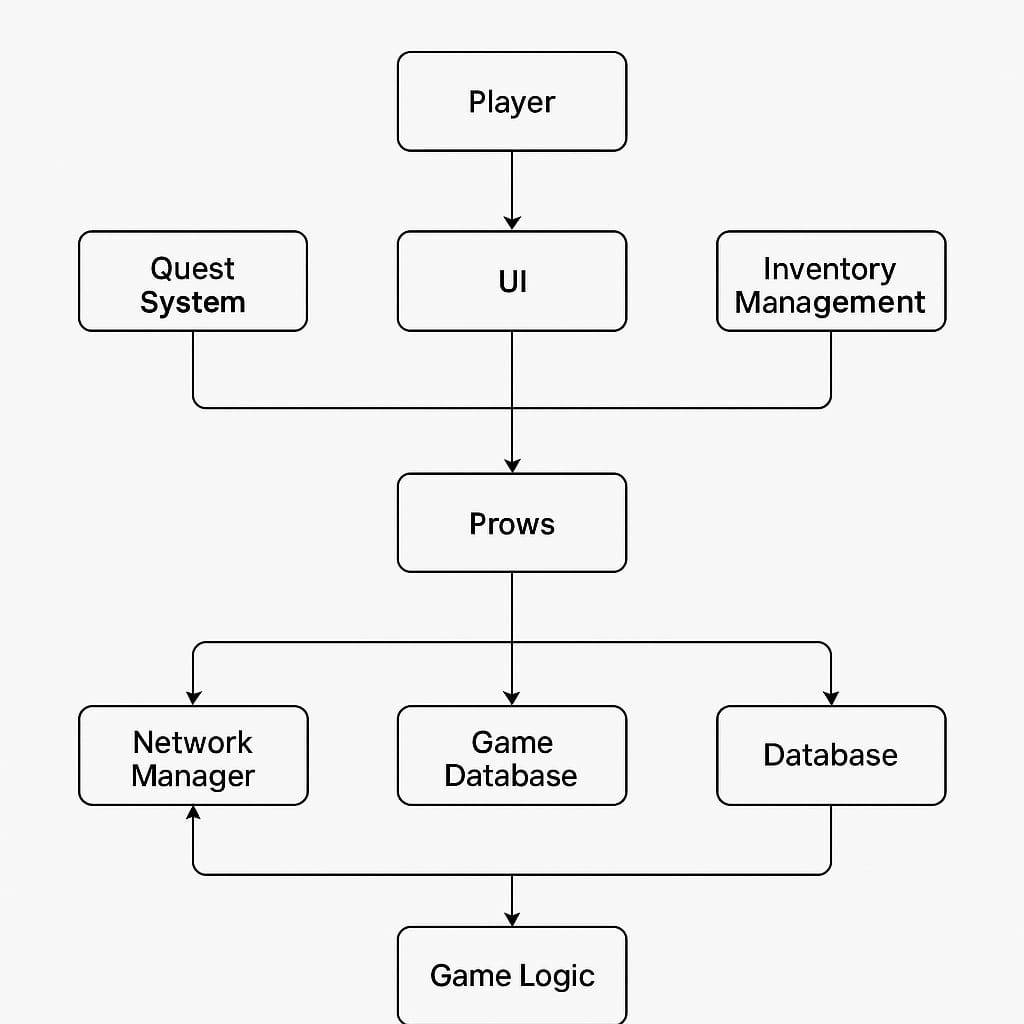 Player
Quest
System
UI
Inventory
Management
Prows
Network
Manager
Game
Database
Database
Game Logic